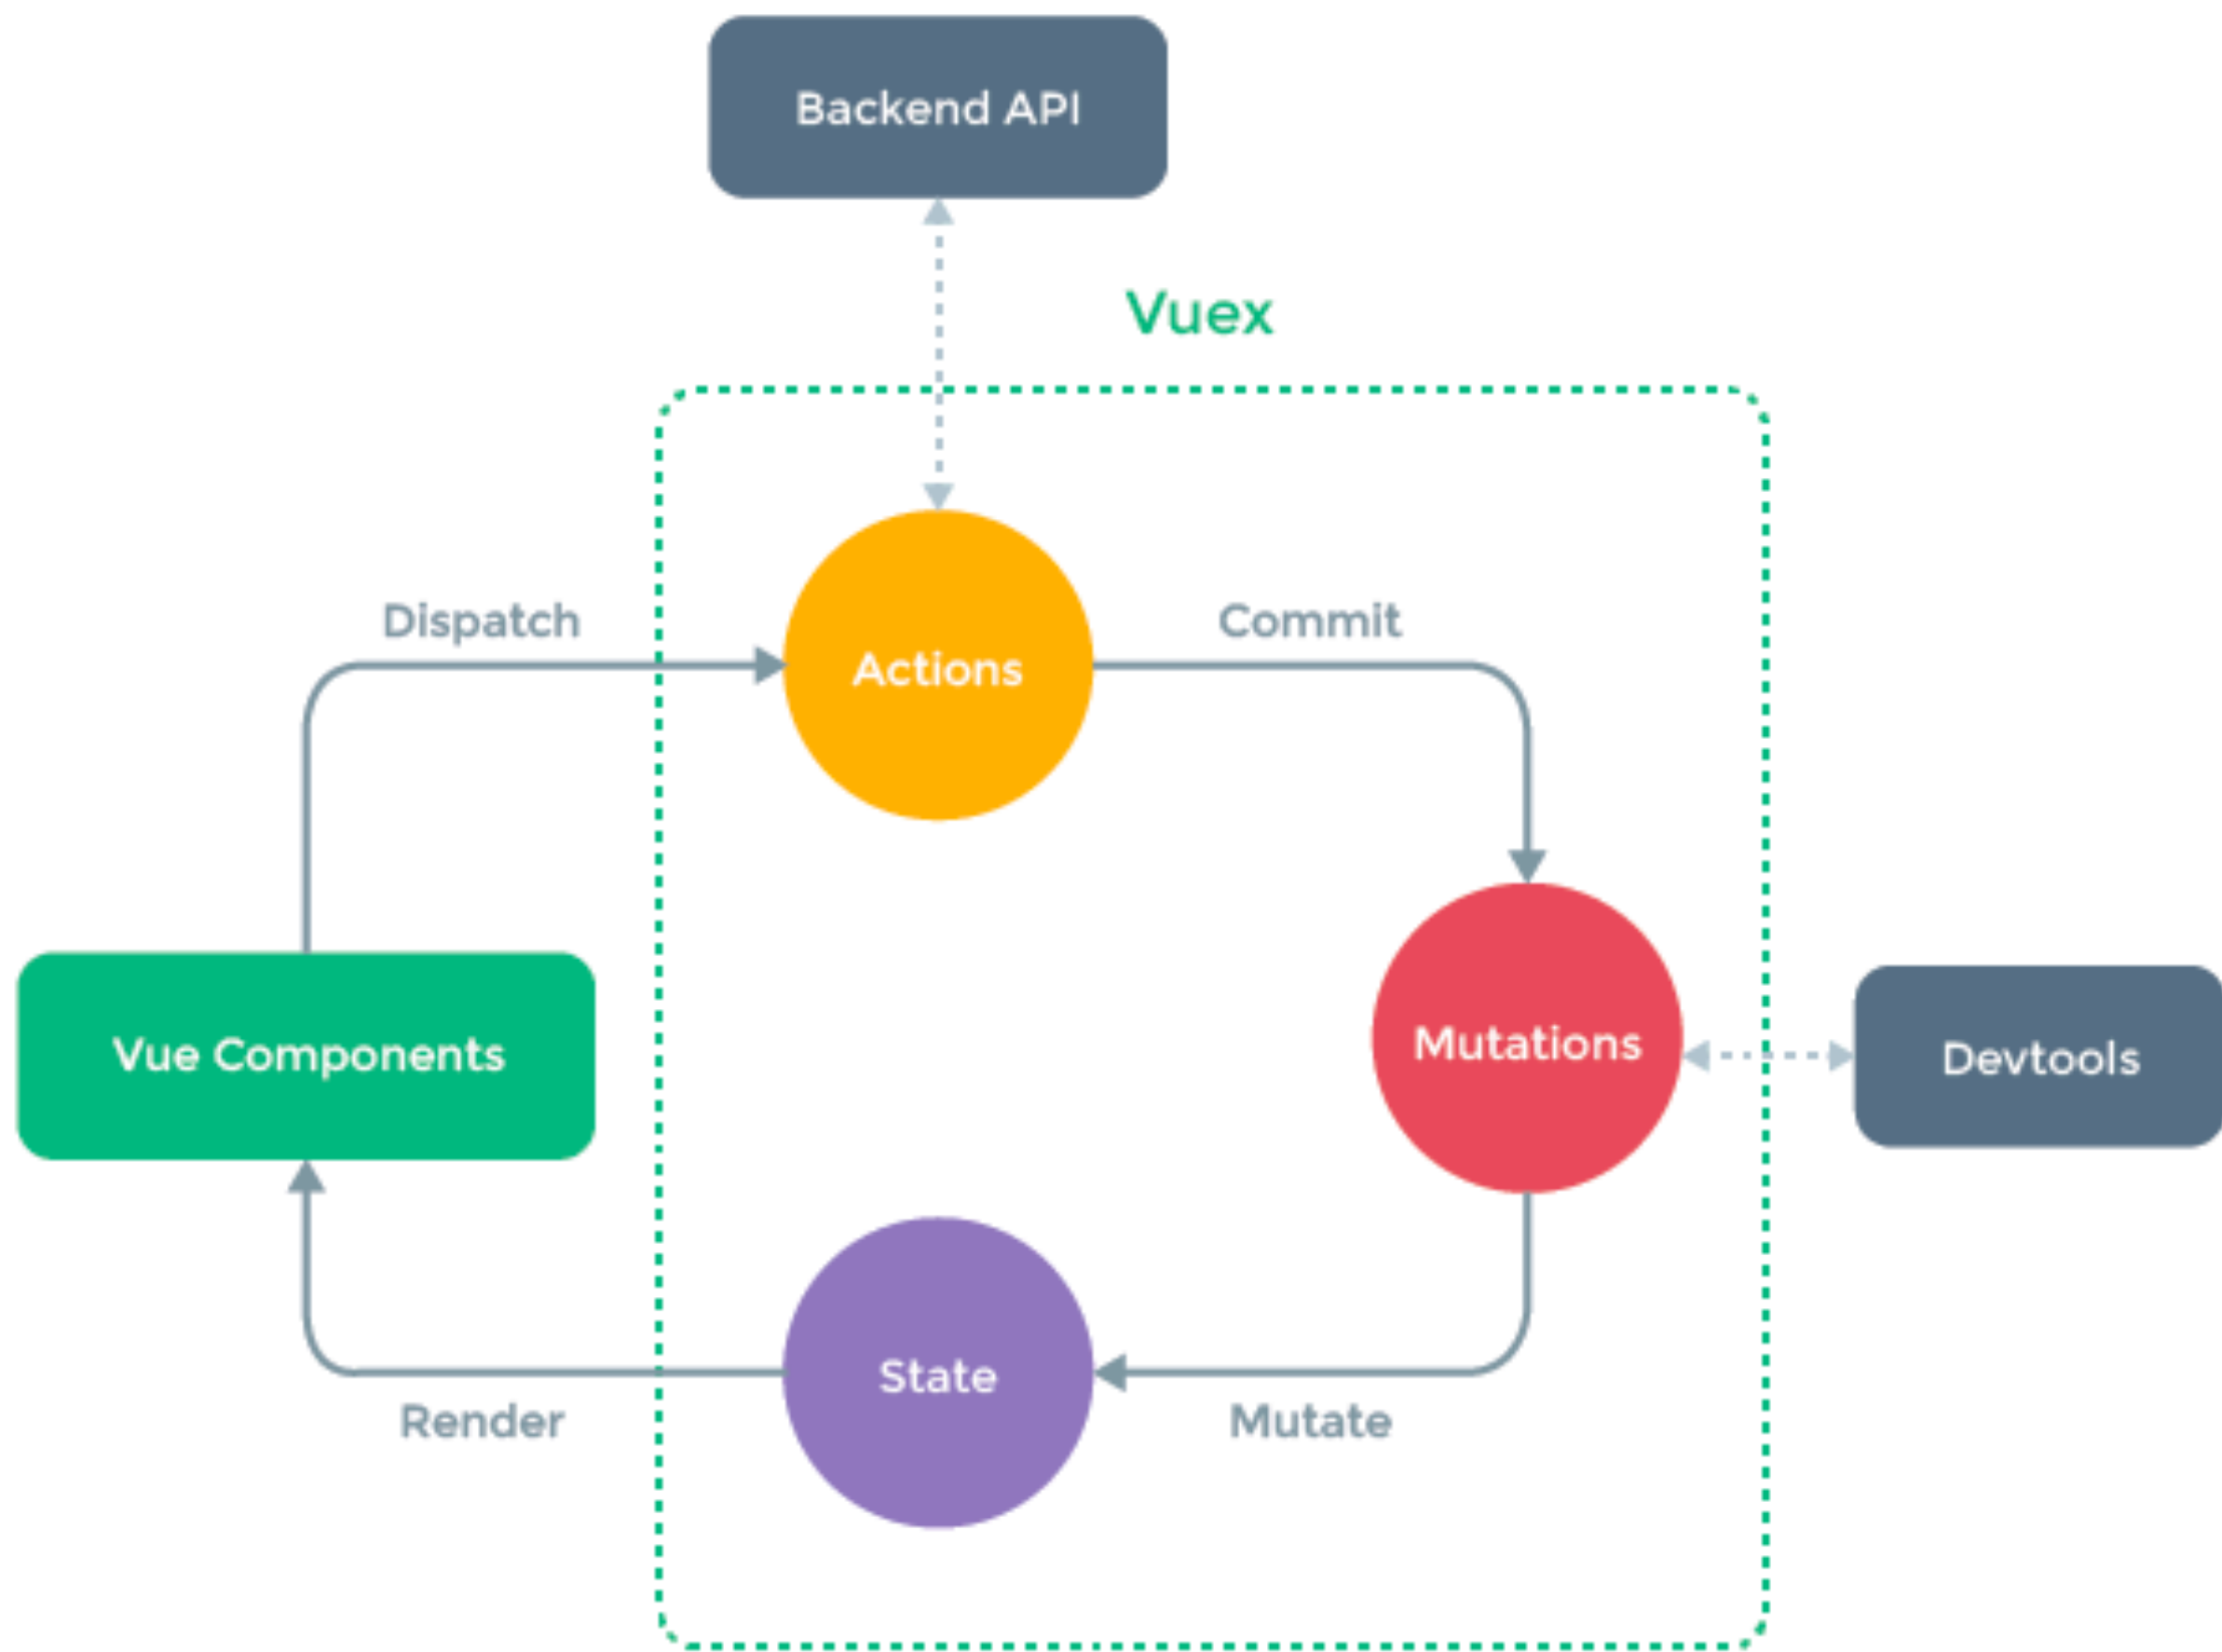 Backend API
Vuex
Dispatch
Commit
Actions
Vue Components
Mutations
Devtools
State
Render
Mutate